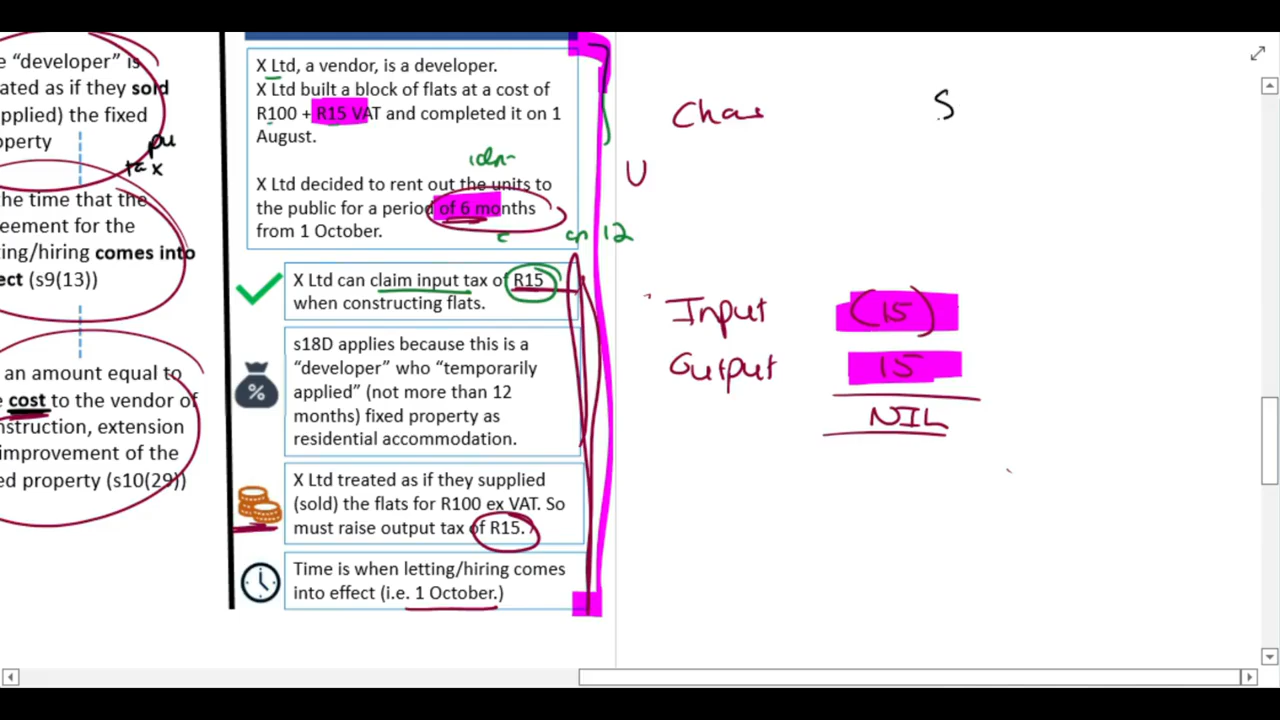 e “developer” is
ated as if they sold
pplied) the fixed
operty
tax
the time that the
eement for the
ting/hiring comes into
ect (s9(13))
an amount equal to
e cost to the vendor of
nstruction, extension
improvement of the
ed property (s10(29))
X Ltd, a vendor, is a developer.
X Ltd built a block of flats at a cost of
R100 + R15 VAT and completed it on 1
August.
X Ltd decided to rent out the units to
the public for a period of 6 months
from 1 October.
12
X Ltd can claim input tax of R15
when constructing flats.
s18D applies because this is a
“developer” who “temporarily
applied” (not more than 12
months) fixed property as
residential accommodation.
%
X Ltd treated as if they supplied
(sold) the flats for R100 ex VAT. So
must raise output tax of R15.
Time is when letting/hiring comes
into effect (i.e. 1 October.)
S
U
Input (15)
Output 15
NIL